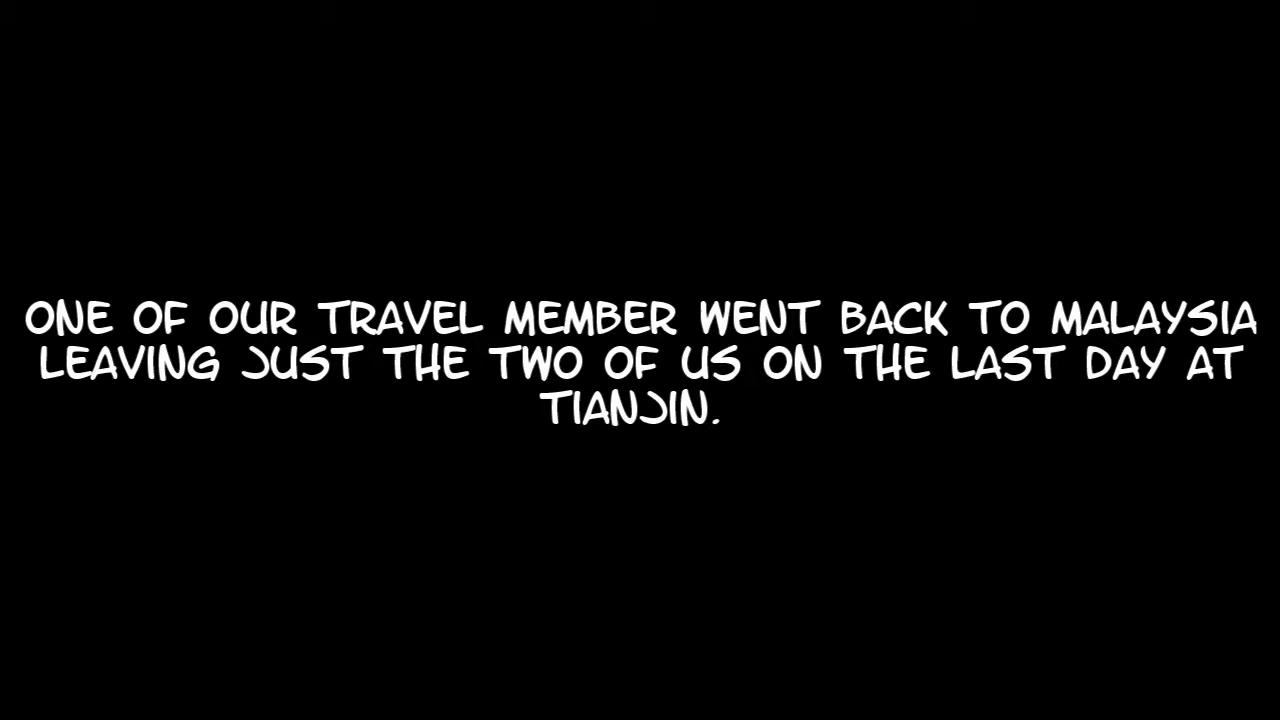 ONE OF OUR TRAVEL MEMBER WENT BACK TO MALAYSIA
LEAVING JUST THE TWO OF US ON THE LAST DAY AT
TIANJIN.